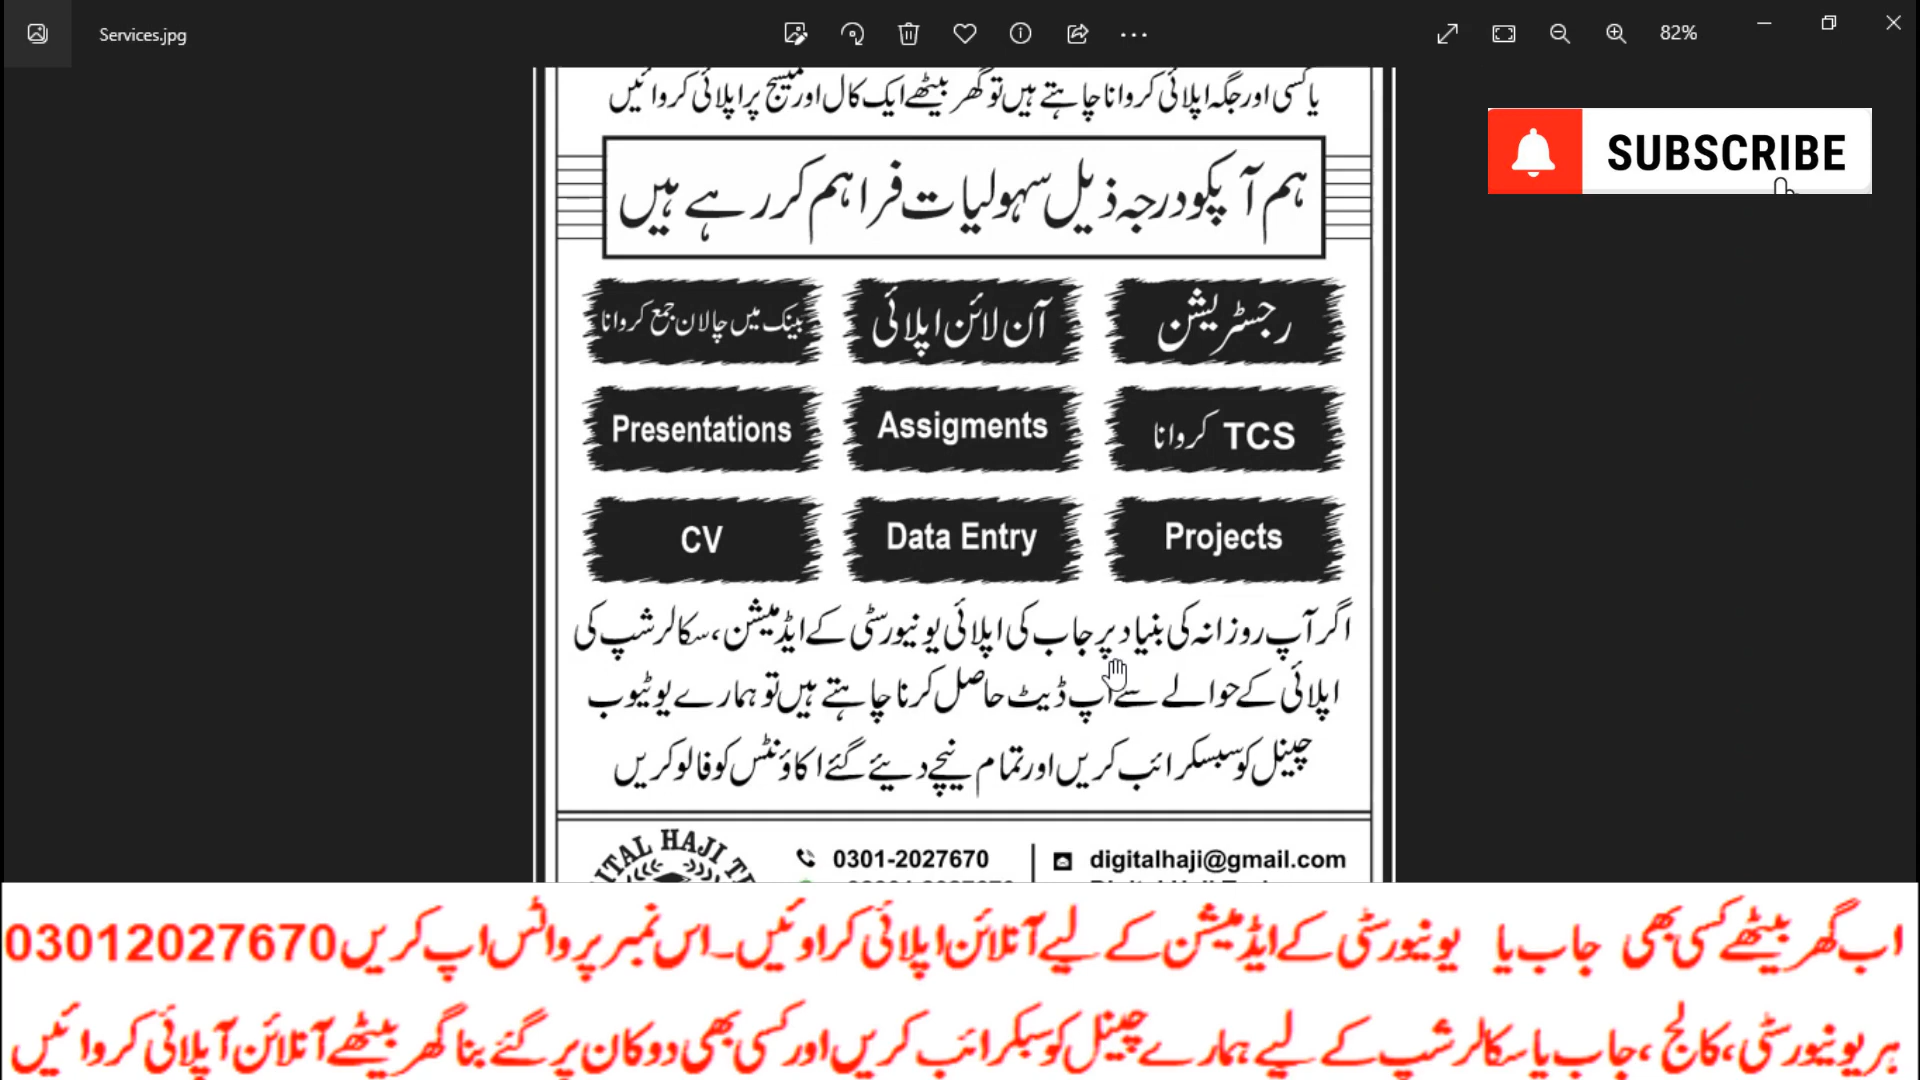 Services.jpg
82%
یا کسی اور جگہ اپلائی کروانا چاہتے ہیں تو گھر بیٹھے ایک کال اور میسج پر اپلائی کروائیں
SUBSCRIBE
ہم آپکو درجہ ذیل سہولیات فراہم کر رہے ہیں
رجسٹریشن
آن لائن اپلائی
بینک میں چالان جمع کروانا
TCS کروانا
Assigments
Presentations
Projects
Data Entry
CV
اگر آپ روزانہ کی بنیاد پر جاب کی اپلائی یونیورسٹی کے ایڈمیشن، سکالرشپ کی
اپلائی کے حوالے سے اپ ڈیٹ حاصل کرنا چاہتے ہیں تو ہمارے یوٹیوب
چینل کو سبسکرائب کریں اور تمام نیچے دیئے گئے اکاؤنٹس کو فالو کریں
0301-2027670
digitalhaji@gmail.com
اب گھر بیٹھے کسی بھی جاب یا یونیورسٹی کے ایڈمیشن کے لیے آنلائن اپلائی کراوئیں۔ اس نمبر پر واٹس اپ کریں 03012027670
ہر یونیورسٹی، کالج ، جاب یا سکالرشپ کے لیے ہمارے چینل کو سبکرائب کریں اور کسی بھی دوکان پر گئے بنا گھر بیٹھے آنلائن آپلائی کروائیں